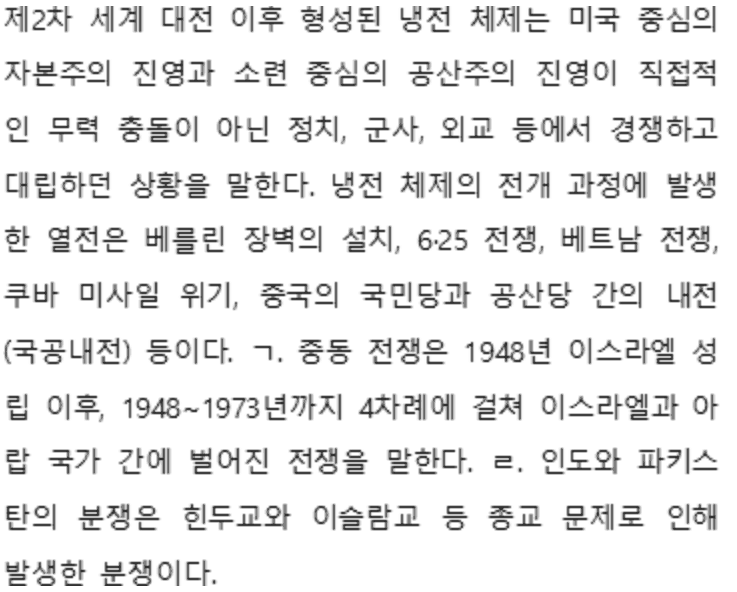 제2차 세계 대전 이후 형성된 냉전 체제는 미국 중심의
자본주의 진영과 소련 중심의 공산주의 진영이 직접적
인 무력 충돌이 아닌 정치, 군사, 외교 등에서 경쟁하고
대립하던 상황을 말한다. 냉전 체제의 전개 과정에 발생
한 열전은 베를린 장벽의 설치, 6·25 전쟁, 베트남 전쟁,
쿠바 미사일 위기, 중국의 국민당과 공산당 간의 내전
(국공내전) 등이다. ㄱ. 중동 전쟁은 1948년 이스라엘 성
립 이후, 1948~1973년까지 4차례에 걸쳐 이스라엘과 아
랍 국가 간에 벌어진 전쟁을 말한다. ㄹ. 인도와 파키스
탄의 분쟁은 힌두교와 이슬람교 등 종교 문제로 인해
발생한 분쟁이다.